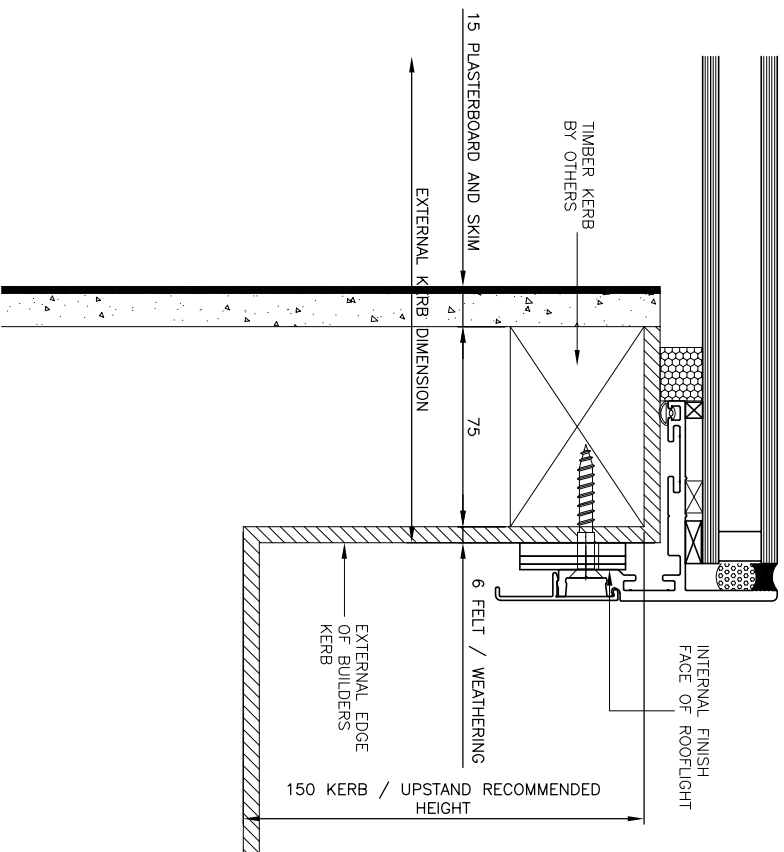 15 PLASTERBOARD AND SKIM
TIMBER KERB
BY OTHERS
EXTERNAL KERB DIMENSION
75
6 FELT / WEATHERING
INTERNAL FINISH
FACE OF ROOFLIGHT
EXTERNAL EDGE
OF BUILDERS
KERB
150 KERB / UPSTAND RECOMMENDED
HEIGHT